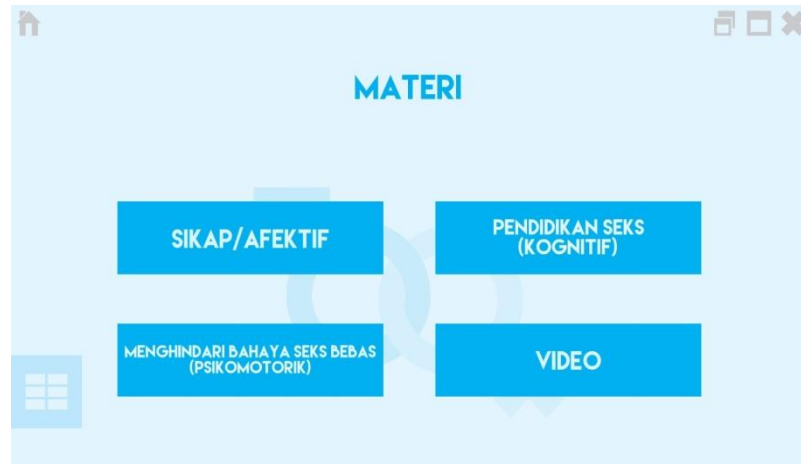 MATERI
SIKAP/AFEKTIF
PENDIDIKAN SEKS
(KOGNITIF)
MENGHINDARI BAHAYA SEKS BEBAS
(PSIKOMOTORIK)
VIDEO